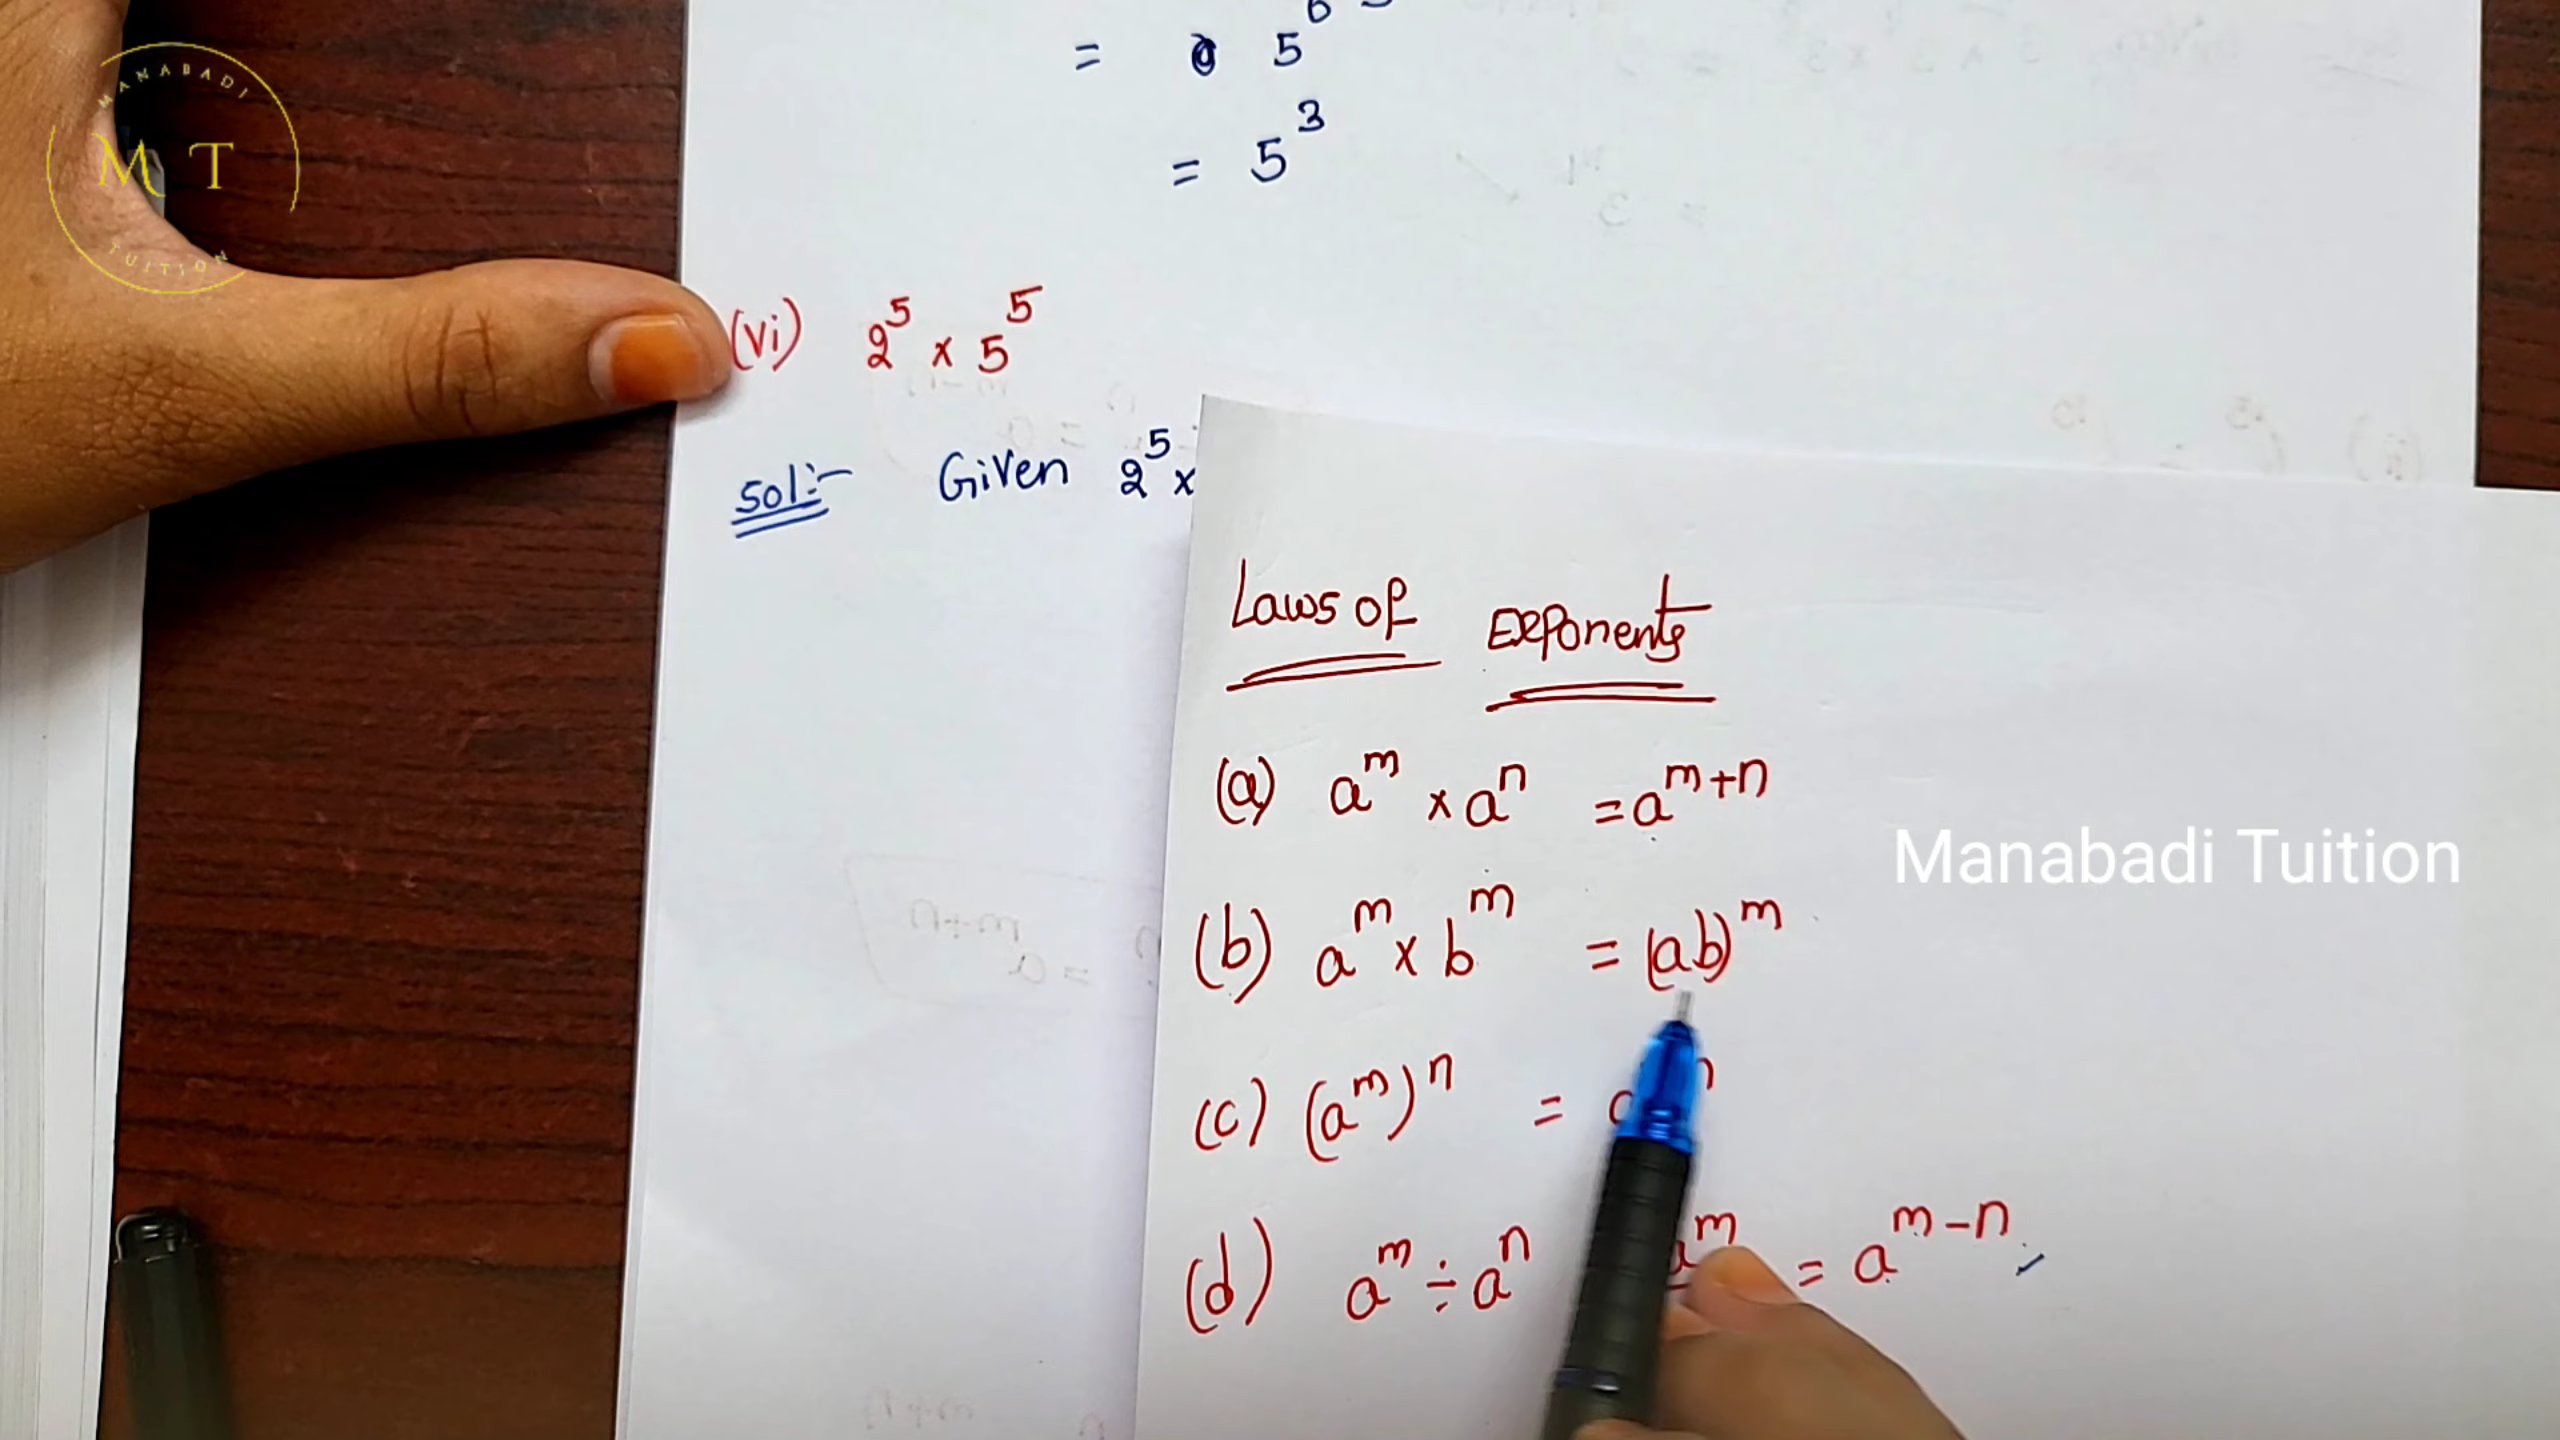 MANABADI
M T
TUITION
= 5
= 5³
(vi) 2⁵ × 5⁵
Sol:- Given 2⁵ ×
Laws of Exponents
(a) aᵐ × aⁿ = aᵐ⁺ⁿ
(b) aᵐ × bᵐ = (ab)ᵐ
Manabadi Tuition
(c) (aᵐ)ⁿ =
(d) aᵐ ÷ aⁿ aᵐ = aᵐ⁻ⁿ